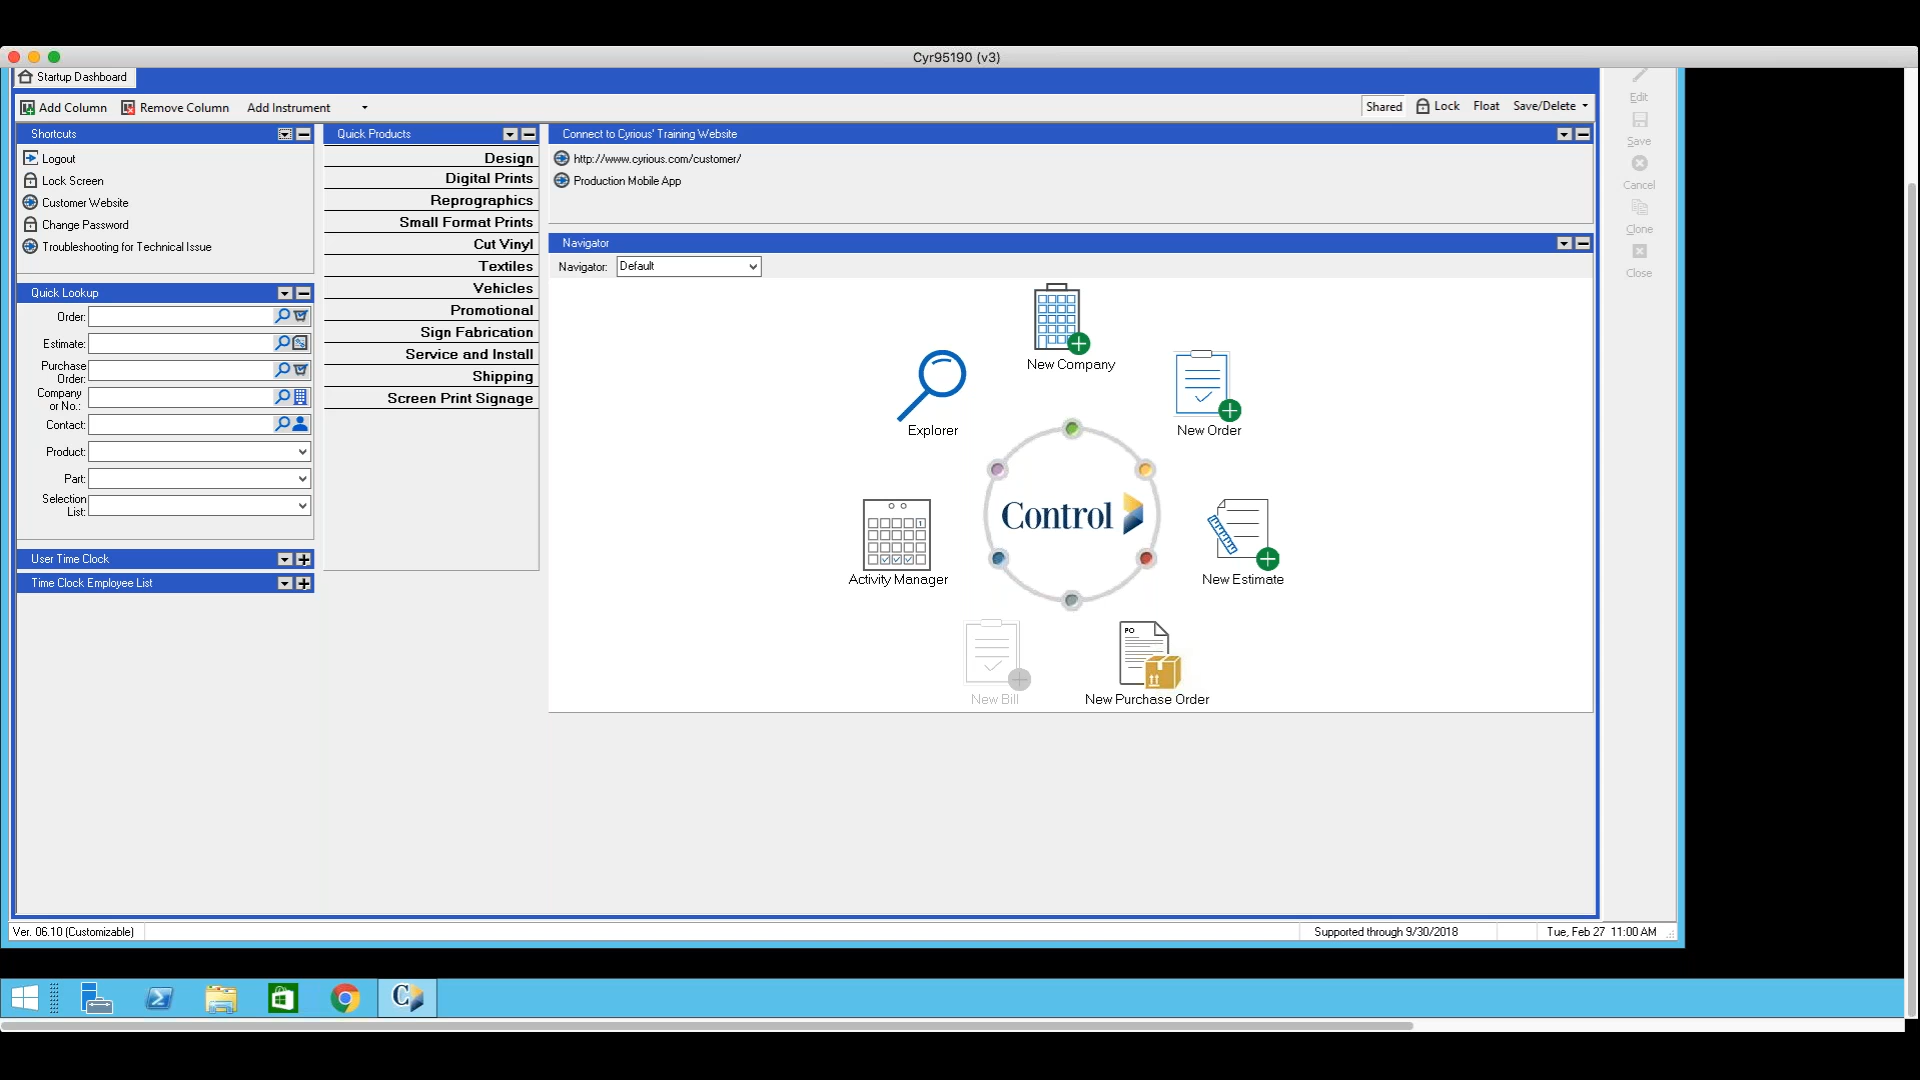 Cyr95190 (v3)
Startup Dashboard
Add Column Remove Column Add Instrument
Shared Lock Float Save/Delete
Edit
Save
Cancel
Clone
Close
Shortcuts
Logout
Lock Screen
Customer Website
Change Password
Troubleshooting for Technical Issue
Quick Lookup
Order:
Estimate:
Purchase
Order:
Company
or No.:
Contact:
Product:
Part:
Selection
List:
User Time Clock
Time Clock Employee List
Quick Products
Design
Digital Prints
Reprographics
Small Format Prints
Cut Vinyl
Textiles
Vehicles
Promotional
Sign Fabrication
Service and Install
Shipping
Screen Print Signage
Connect to Cyrious' Training Website
http://www.cyrious.com/customer/
Production Mobile App
Navigator
Navigator: Default
New Company
Explorer
New Order
Control
1
Activity Manager
New Estimate
PO
New Bill
New Purchase Order
Ver. 06.10 (Customizable)
Supported through 9/30/2018
Tue, Feb 27 11:00 AM
C